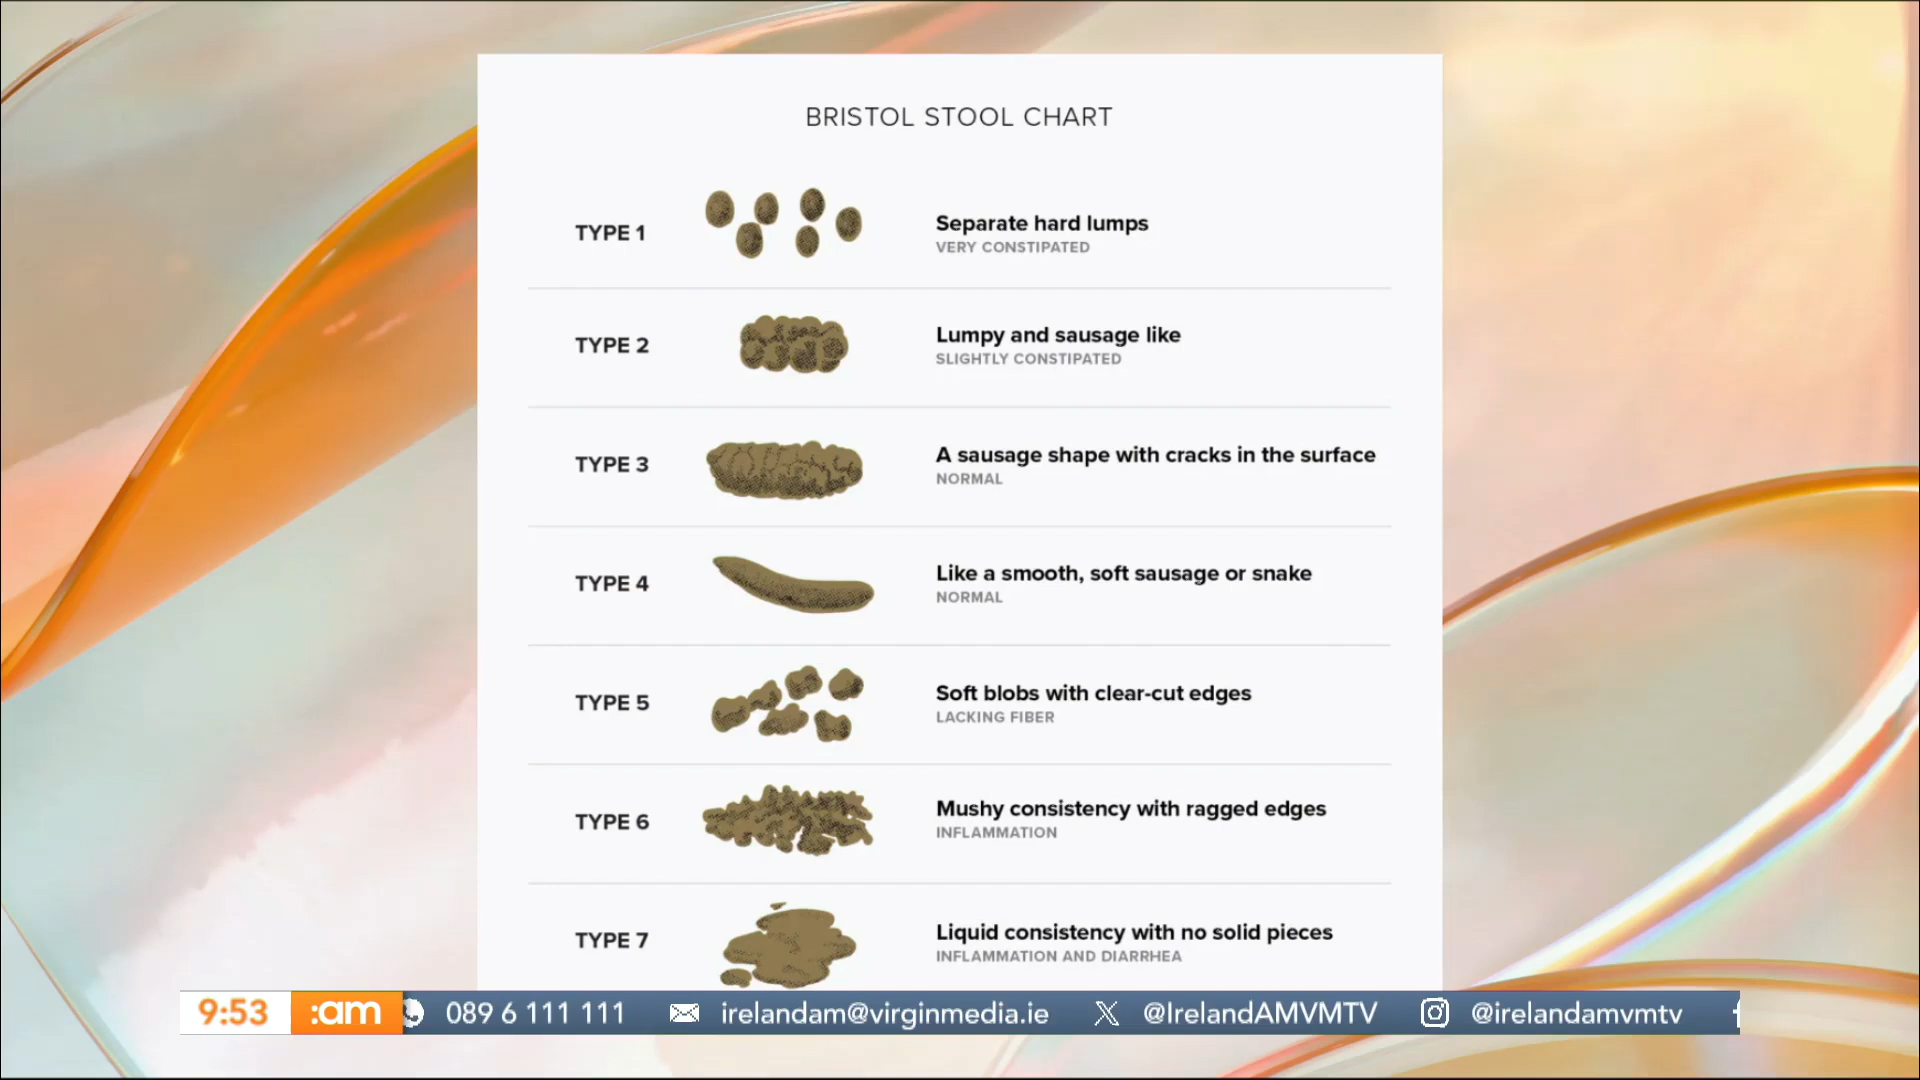 BRISTOL STOOL CHART
TYPE 1
Separate hard lumps
VERY CONSTIPATED
TYPE 2
Lumpy and sausage like
SLIGHTLY CONSTIPATED
TYPE 3
A sausage shape with cracks in the surface
NORMAL
TYPE 4
Like a smooth, soft sausage or snake
NORMAL
TYPE 5
Soft blobs with clear-cut edges
LACKING FIBER
TYPE 6
Mushy consistency with ragged edges
INFLAMMATION
TYPE 7
Liquid consistency with no solid pieces
INFLAMMATION AND DIARRHEA
9:53 :am 089 6 111 111 irelandam@virginmedia.ie @IrelandAMVMTV @irelandamvmtv